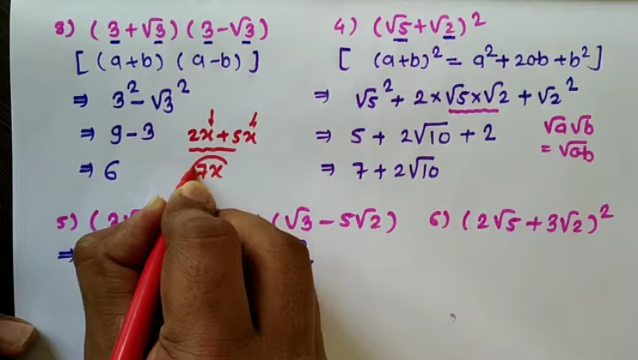 3) (3+√3) (3-√3)
[ (a+b) (a-b) ]
⇒ 3² - √3²
⇒ 9 - 3
⇒ 6
2x + 5x
7x
4) (√5+√2)²
[ (a+b)² = a² + 2ab + b² ]
⇒ √5² + 2×√5×√2 + √2²
⇒ 5 + 2√10 + 2
⇒ 7 + 2√10
√a√b
= √ab
5) (
(√3 - 5√2)
⇒
6) (2√5 + 3√2)²